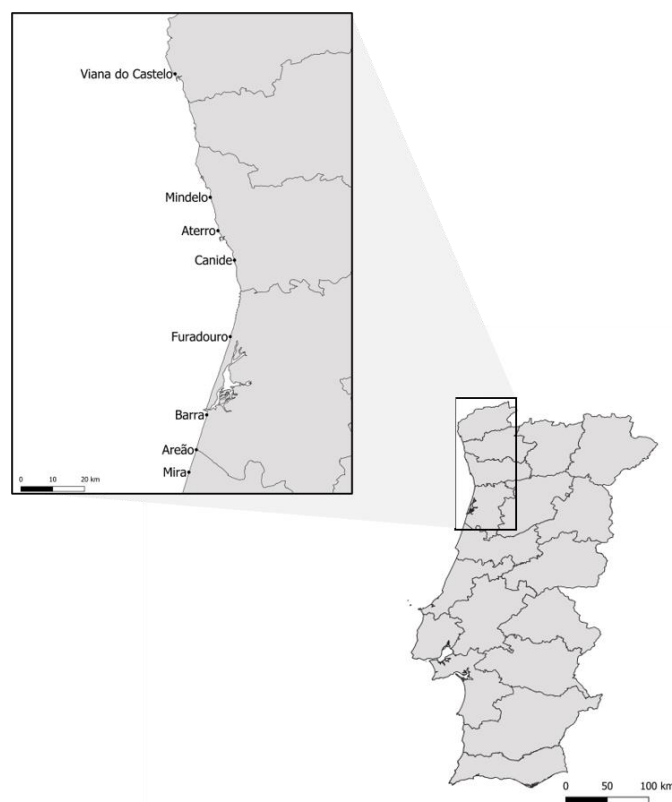 Viana do Castelo
Mindelo
Aterro
Canide
Furadouro
Barra
Areão
Mira
0 10 20 km
0 50 100 km